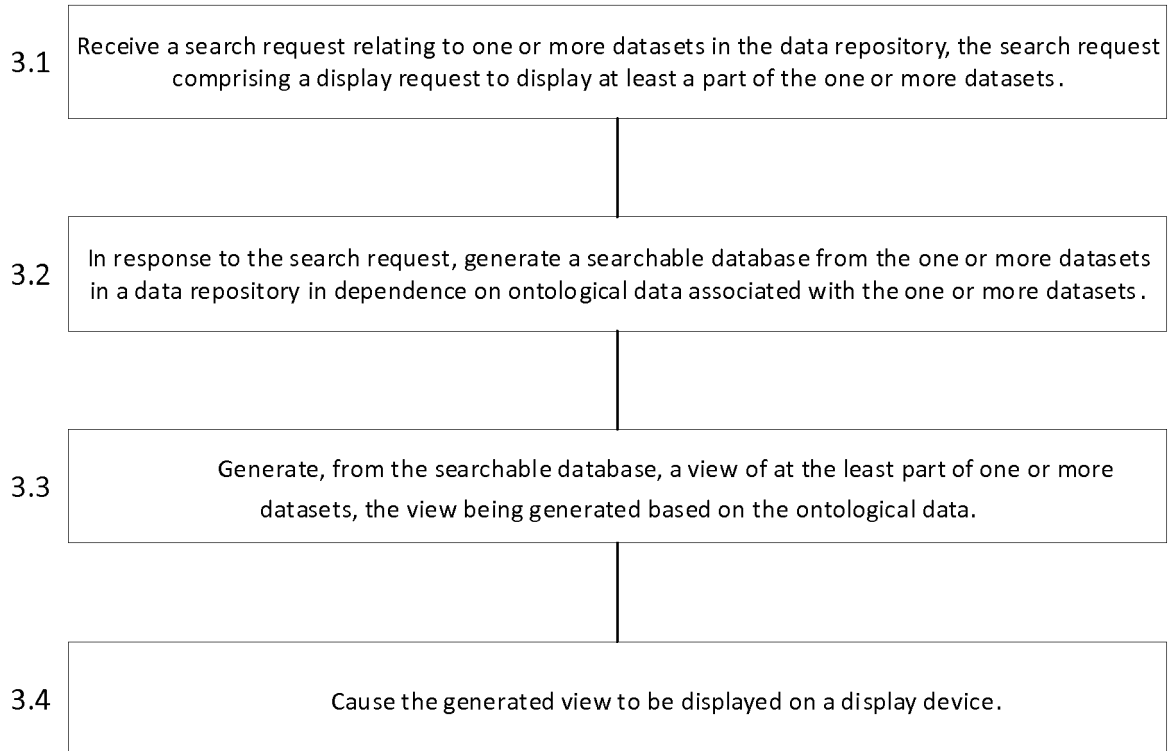 3.1
Receive a search request relating to one or more datasets in the data repository, the search request
comprising a display request to display at least a part of the one or more datasets.
3.2
In response to the search request, generate a searchable database from the one or more datasets
in a data repository in dependence on ontological data associated with the one or more datasets.
3.3
Generate, from the searchable database, a view of at the least part of one or more
datasets, the view being generated based on the ontological data.
3.4
Cause the generated view to be displayed on a display device.